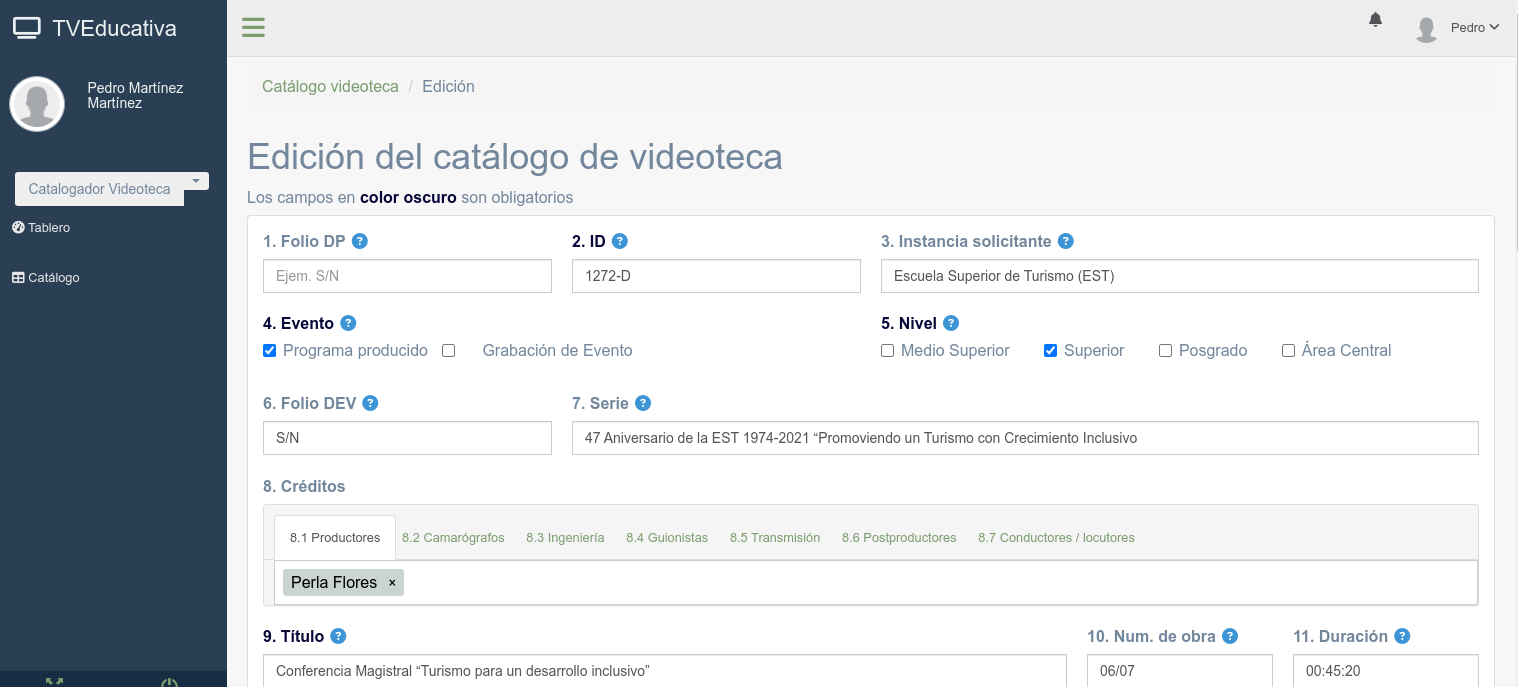 TVEducativa
Pedro
Pedro Martínez
Martínez
Catalogador Videoteca
Tablero
Catálogo
Catálogo videoteca / Edición
Edición del catálogo de videoteca
Los campos en color oscuro son obligatorios
1. Folio DP ? 2. ID ? 3. Instancia solicitante ?
Ejem. S/N 1272-D Escuela Superior de Turismo (EST)
4. Evento ? 5. Nivel ?
Programa producido Grabación de Evento Medio Superior Superior Posgrado Área Central
6. Folio DEV ? 7. Serie ?
S/N 47 Aniversario de la EST 1974-2021 “Promoviendo un Turismo con Crecimiento Inclusivo
8. Créditos
8.1 Productores 8.2 Camarógrafos 8.3 Ingeniería 8.4 Guionistas 8.5 Transmisión 8.6 Postproductores 8.7 Conductores / locutores
Perla Flores ×
9. Título ? 10. Num. de obra ? 11. Duración ?
Conferencia Magistral “Turismo para un desarrollo inclusivo” 06/07 00:45:20